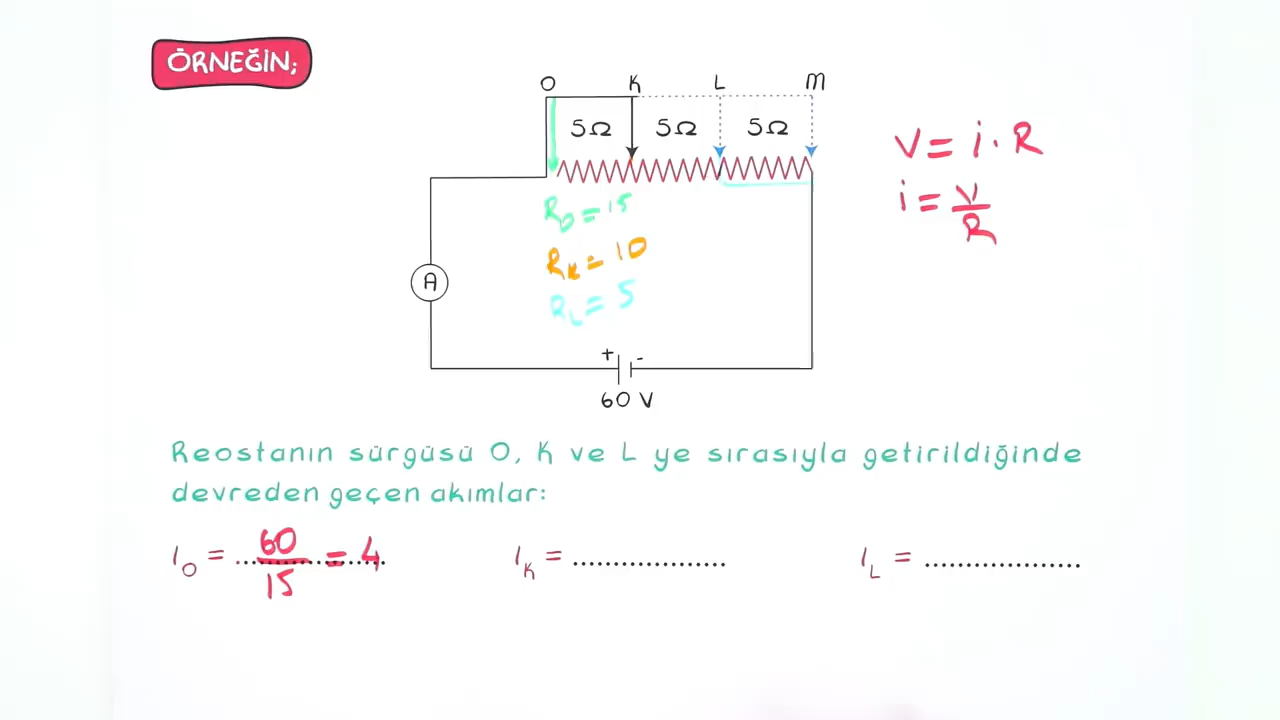 ÖRNEĞİN;
O K L M
5Ω 5Ω 5Ω
V = i · R
i = V/R
R_O = 15
R_K = 10
R_L = 5
A
+ -
60 V
Reostanın sürgüsü O, K ve L ye sırasıyla getirildiğinde
devreden geçen akımlar:
I_O = 60/15 = 4 I_K = .................. I_L = ..................